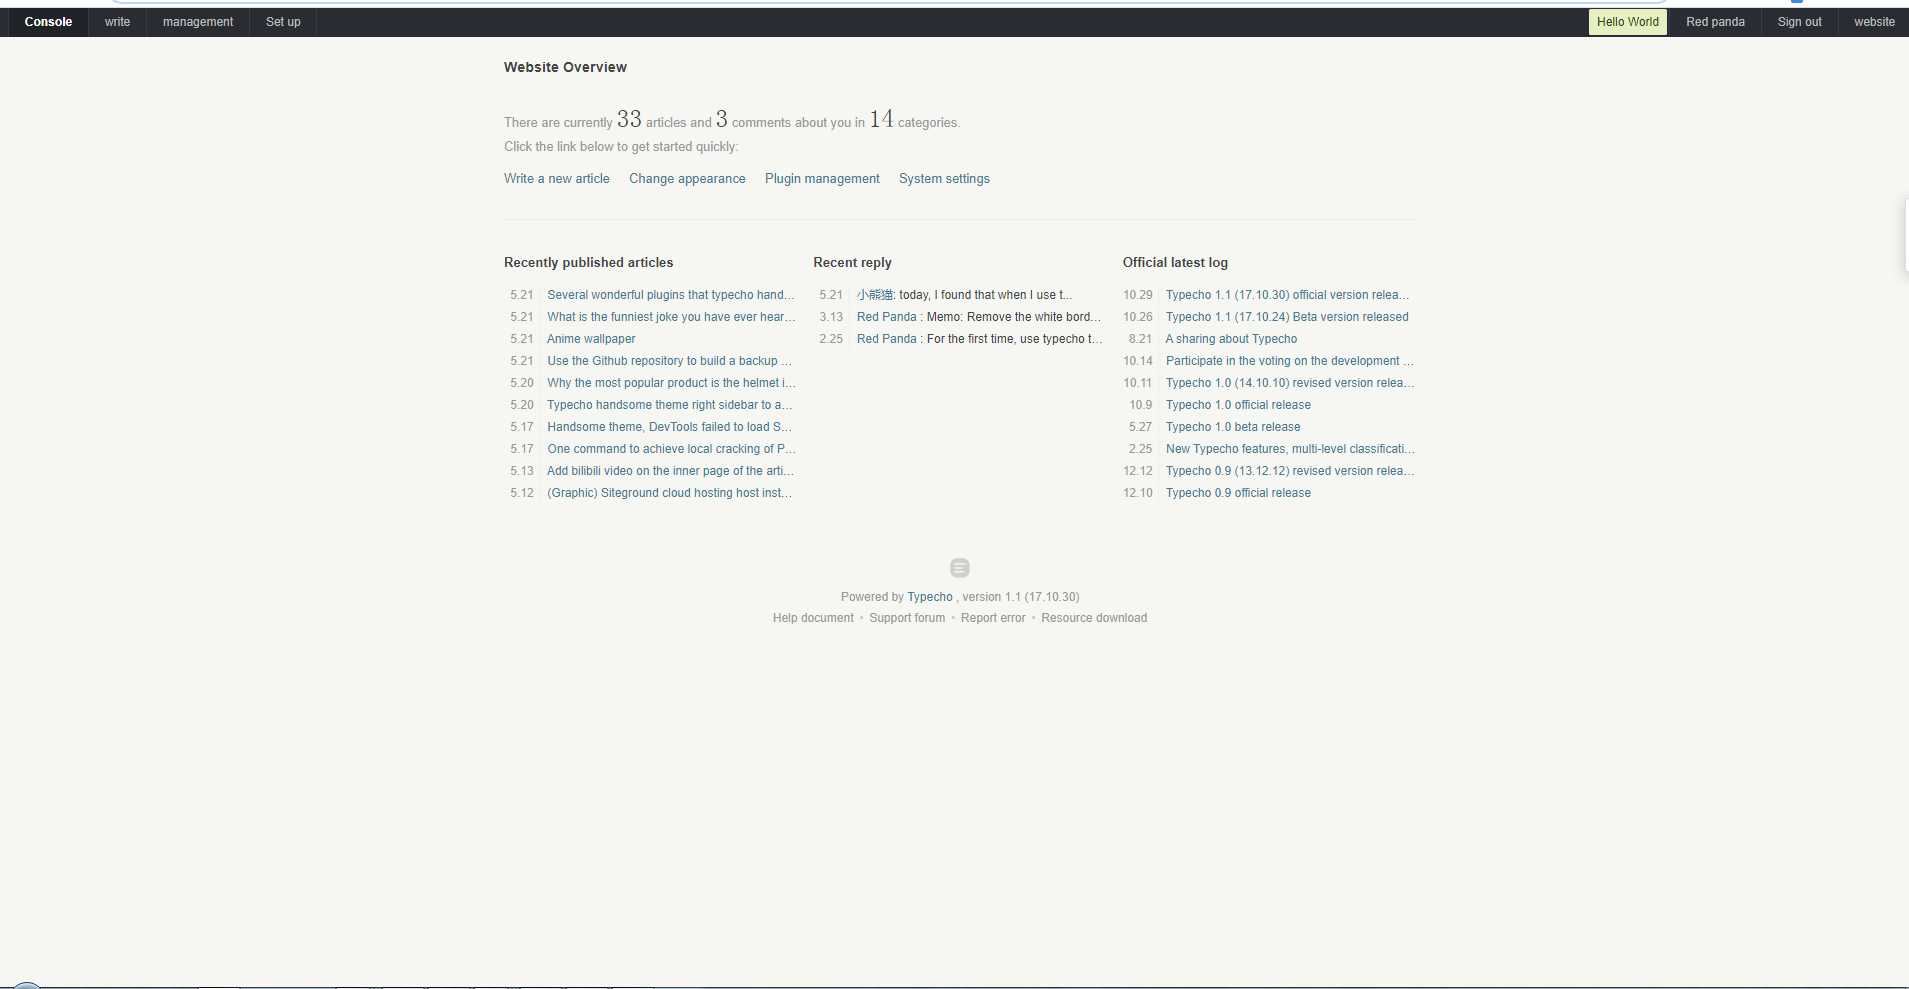 Console write management Set up Hello World Red panda Sign out website
Website Overview
There are currently 33 articles and 3 comments about you in 14 categories.
Click the link below to get started quickly:
Write a new article Change appearance Plugin management System settings
Recently published articles
5.21 Several wonderful plugins that typecho hand...
5.21 What is the funniest joke you have ever hear...
5.21 Anime wallpaper
5.21 Use the Github repository to build a backup ...
5.20 Why the most popular product is the helmet i...
5.20 Typecho handsome theme right sidebar to a...
5.17 Handsome theme, DevTools failed to load S...
5.17 One command to achieve local cracking of P...
5.13 Add bilibili video on the inner page of the arti...
5.12 (Graphic) Siteground cloud hosting host inst...
Recent reply
5.21 小熊猫: today, I found that when I use t...
3.13 Red Panda : Memo: Remove the white bord...
2.25 Red Panda : For the first time, use typecho t...
Official latest log
10.29 Typecho 1.1 (17.10.30) official version relea...
10.26 Typecho 1.1 (17.10.24) Beta version released
8.21 A sharing about Typecho
10.14 Participate in the voting on the development ...
10.11 Typecho 1.0 (14.10.10) revised version relea...
10.9 Typecho 1.0 official release
5.27 Typecho 1.0 beta release
2.25 New Typecho features, multi-level classificati...
12.12 Typecho 0.9 (13.12.12) revised version relea...
12.10 Typecho 0.9 official release
Powered by Typecho , version 1.1 (17.10.30)
Help document • Support forum • Report error • Resource download